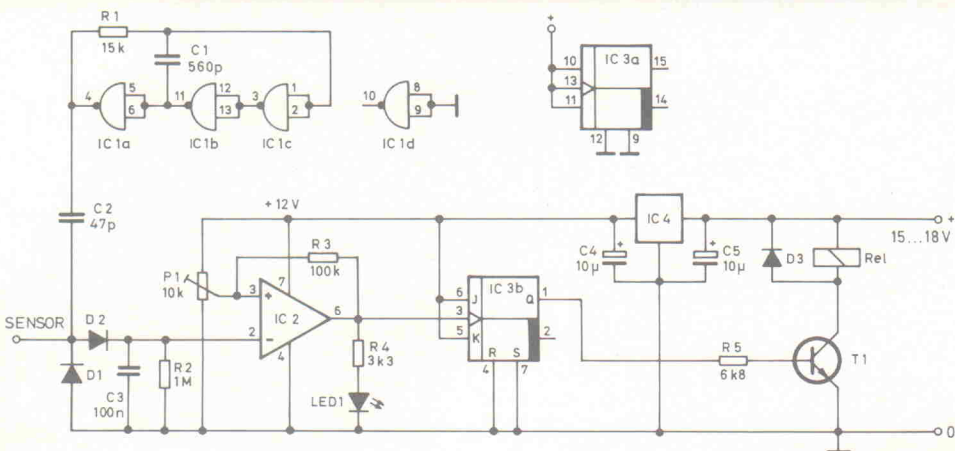 R1
15k
C1
560p
4
5
6
11
12
13
3
1
2
10
8
9
IC1a
IC1b
IC1c
IC1d
+
10
13
11
IC 3a
15
14
12
9
C2
47p
+12V
P1
10k
R3
100k
3
+
7
IC 2
6
2
-
4
SENSOR
D2
D1
C3
100n
R2
1M
R4
3k3
LED1
IC 3b
6
J
3
5
K
Q
1
2
R
S
4
7
C4
10µ
+
IC 4
+
C5
10µ
D3
Rel
+
15...18V
R5
6k8
T1
0